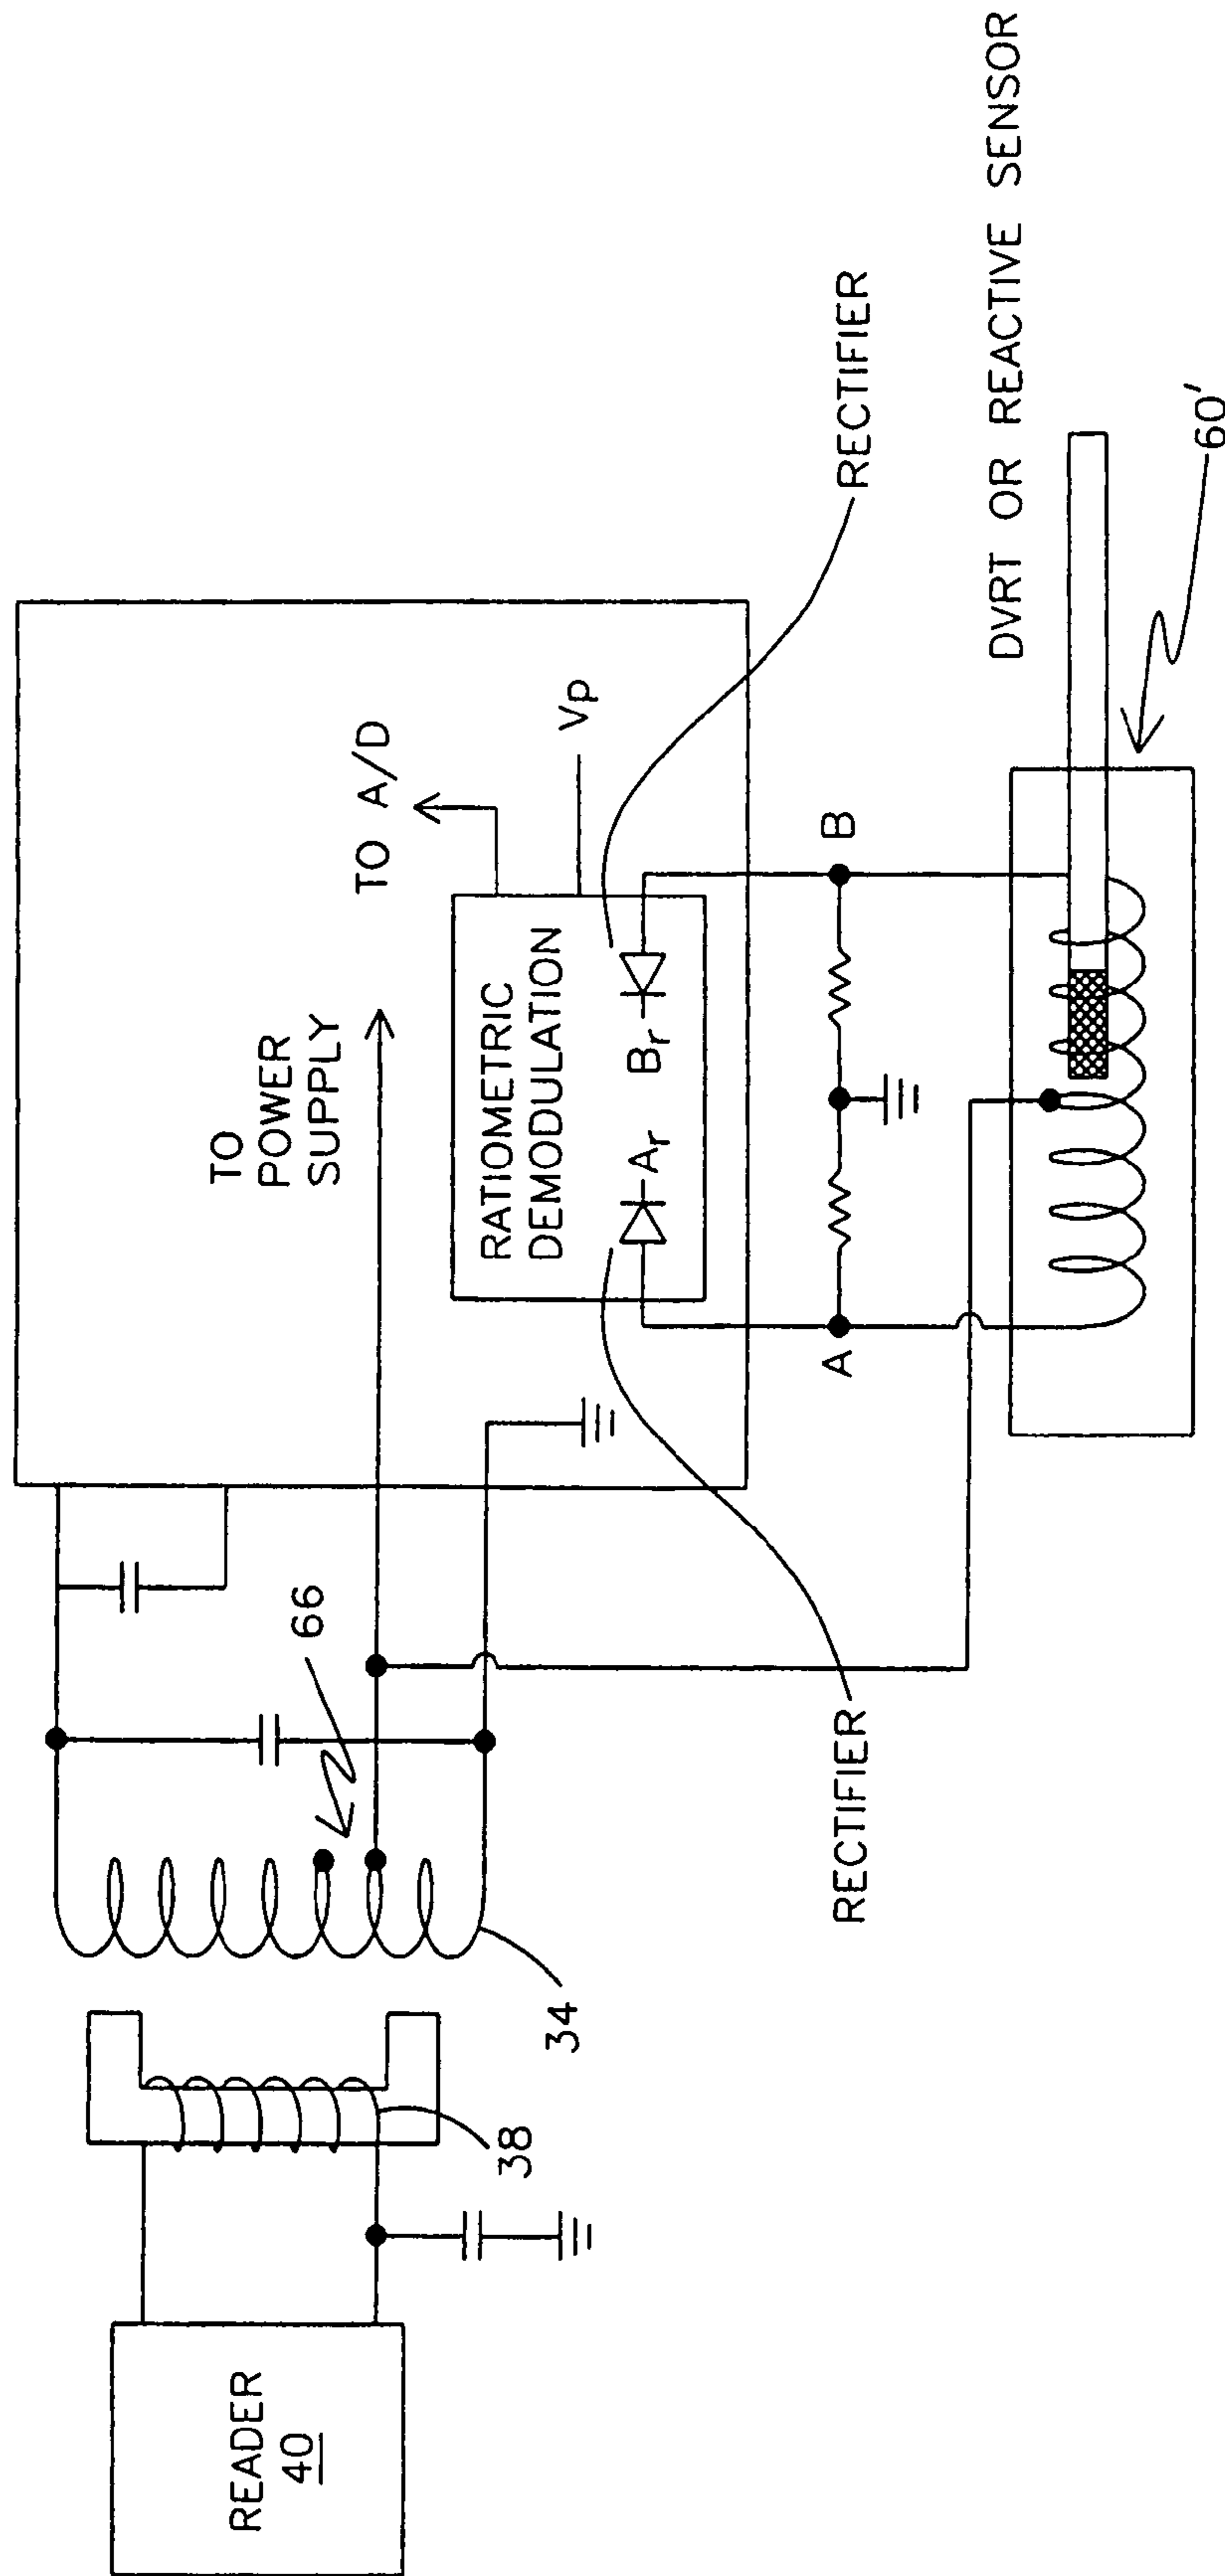 READER
40
38
34
66
TO
POWER
SUPPLY
TO A/D
RATIOMETRIC
DEMODULATION
Vp
Ar
Br
RECTIFIER
RECTIFIER
A
B
DVRT OR REACTIVE SENSOR
60'